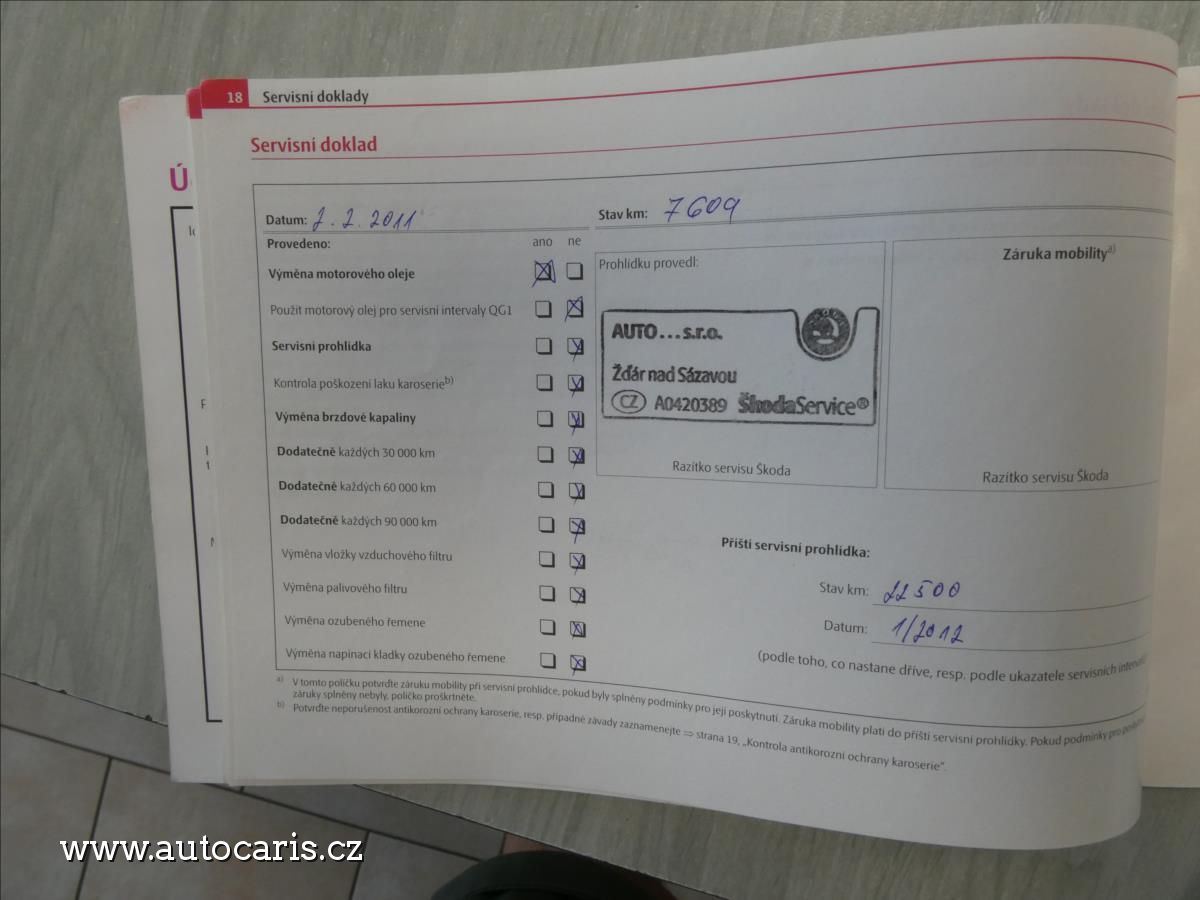 18 Servisní doklady
Servisní doklad
Datum: 7. 2. 2011 Stav km: 7609
Provedeno: ano ne
Výměna motorového oleje
Použit motorový olej pro servisní intervaly QG1
Servisní prohlídka
Kontrola poškození laku karoserie b)
Výměna brzdové kapaliny
Dodatečně každých 30 000 km
Dodatečně každých 60 000 km
Dodatečně každých 90 000 km
Výměna vložky vzduchového filtru
Výměna palivového filtru
Výměna ozubeného řemene
Výměna napínací kladky ozubeného řemene
Prohlídku provedl:
AUTO...s.r.o.
Žďár nad Sázavou
CZ A0420389 ŠkodaService®
Razítko servisu Škoda
Záruka mobility a)
Razítko servisu Škoda
Příští servisní prohlídka:
Stav km: 22 500
Datum: 1/2012
(podle toho, co nastane dříve, resp. podle ukazatele servisních
a) V tomto políčku potvrďte záruku mobility při servisní prohlídce, pokud byly splněny podmínky pro její poskytnutí. Záruka mobility platí do příští servisní prohlídky. Pokud podmínky pro
záruky splněny nebyly, políčko proškrtněte.
b) Potvrďte neporušenost antikorozní ochrany karoserie, resp. případné závady zaznamenejte ⇒ strana 19, „Kontrola antikorozní ochrany karoserie“.
Ú
www.autocaris.cz